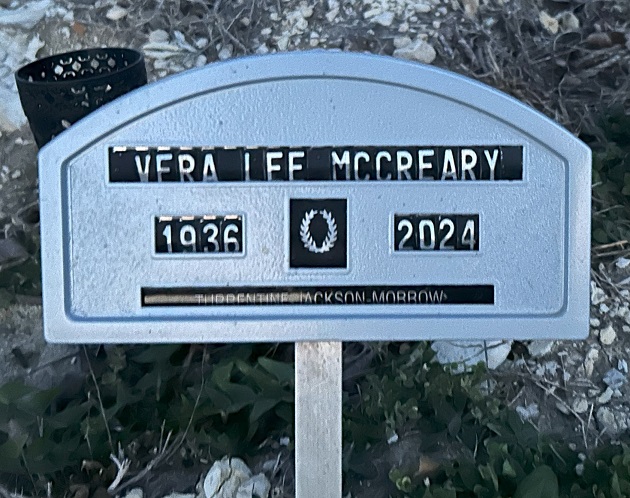 VERA LEE MCCREARY
1936 2024
TURRENTINE JACKSON-MORROW